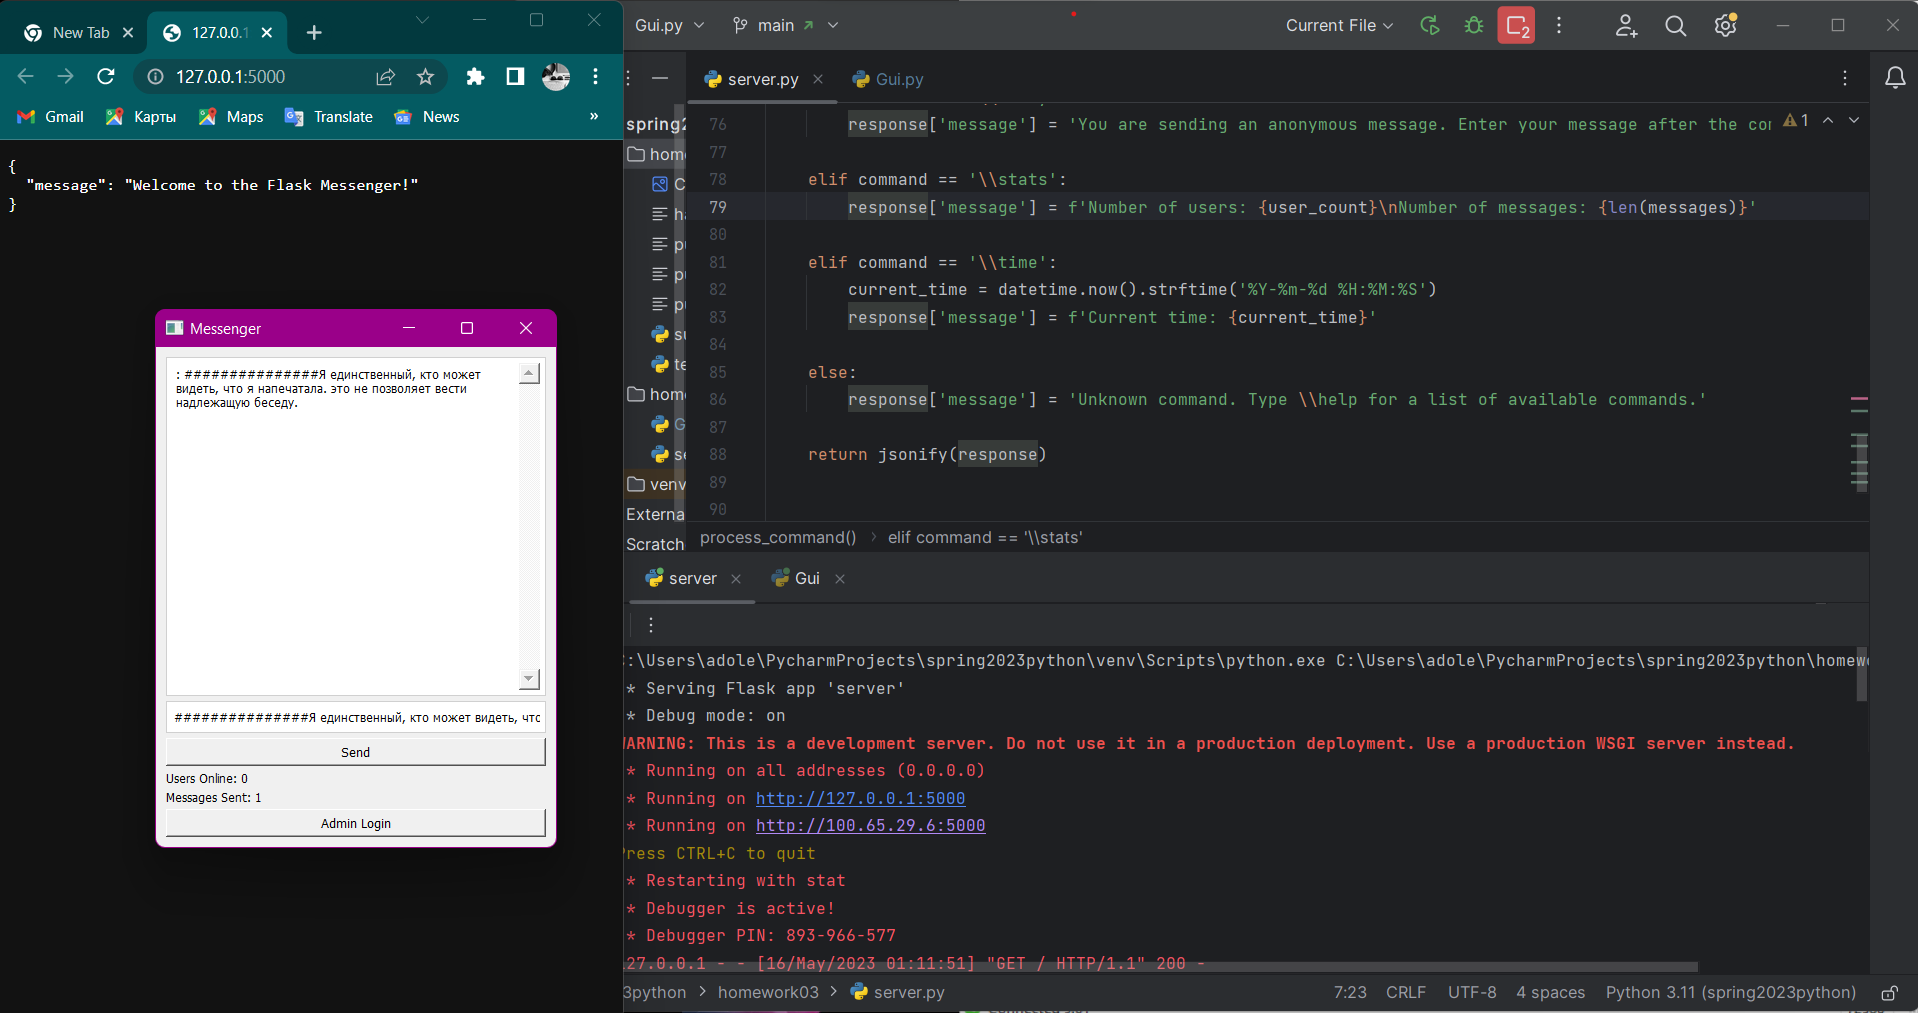 New Tab
127.0.0.1
127.0.0.1:5000
Gmail
Карты
Maps
Translate
News
»
{
"message": "Welcome to the Flask Messenger!"
}
Messenger
: ###############Я единственный, кто может
видеть, что я напечатала. это не позволяет вести
надлежащую беседу.
###############Я единственный, кто может видеть, что
Send
Users Online: 0
Messages Sent: 1
Admin Login
Gui.py
main
Current File
2
server.py
Gui.py
spring2
hom
C
ha
pu
pu
pu
su
te
hom
G
se
venv
Externa
Scratch
1
76 response['message'] = 'You are sending an anonymous message. Enter your message after the co
77
78 elif command == '\\stats':
79 response['message'] = f'Number of users: {user_count}\nNumber of messages: {len(messages)}'
80
81 elif command == '\\time':
82 current_time = datetime.now().strftime('%Y-%m-%d %H:%M:%S')
83 response['message'] = f'Current time: {current_time}'
84
85 else:
86 response['message'] = 'Unknown command. Type \\help for a list of available commands.'
87
88 return jsonify(response)
89
90
process_command() > elif command == '\\stats'
server
Gui
:\Users\adole\PycharmProjects\spring2023python\venv\Scripts\python.exe C:\Users\adole\PycharmProjects\spring2023python\homew
* Serving Flask app 'server'
* Debug mode: on
WARNING: This is a development server. Do not use it in a production deployment. Use a production WSGI server instead.
* Running on all addresses (0.0.0.0)
* Running on http://127.0.0.1:5000
* Running on http://100.65.29.6:5000
Press CTRL+C to quit
* Restarting with stat
* Debugger is active!
* Debugger PIN: 893-966-577
127.0.0.1 - - [16/May/2023 01:11:51] "GET / HTTP/1.1" 200 -
3python > homework03 > server.py
7:23 CRLF UTF-8 4 spaces Python 3.11 (spring2023python)